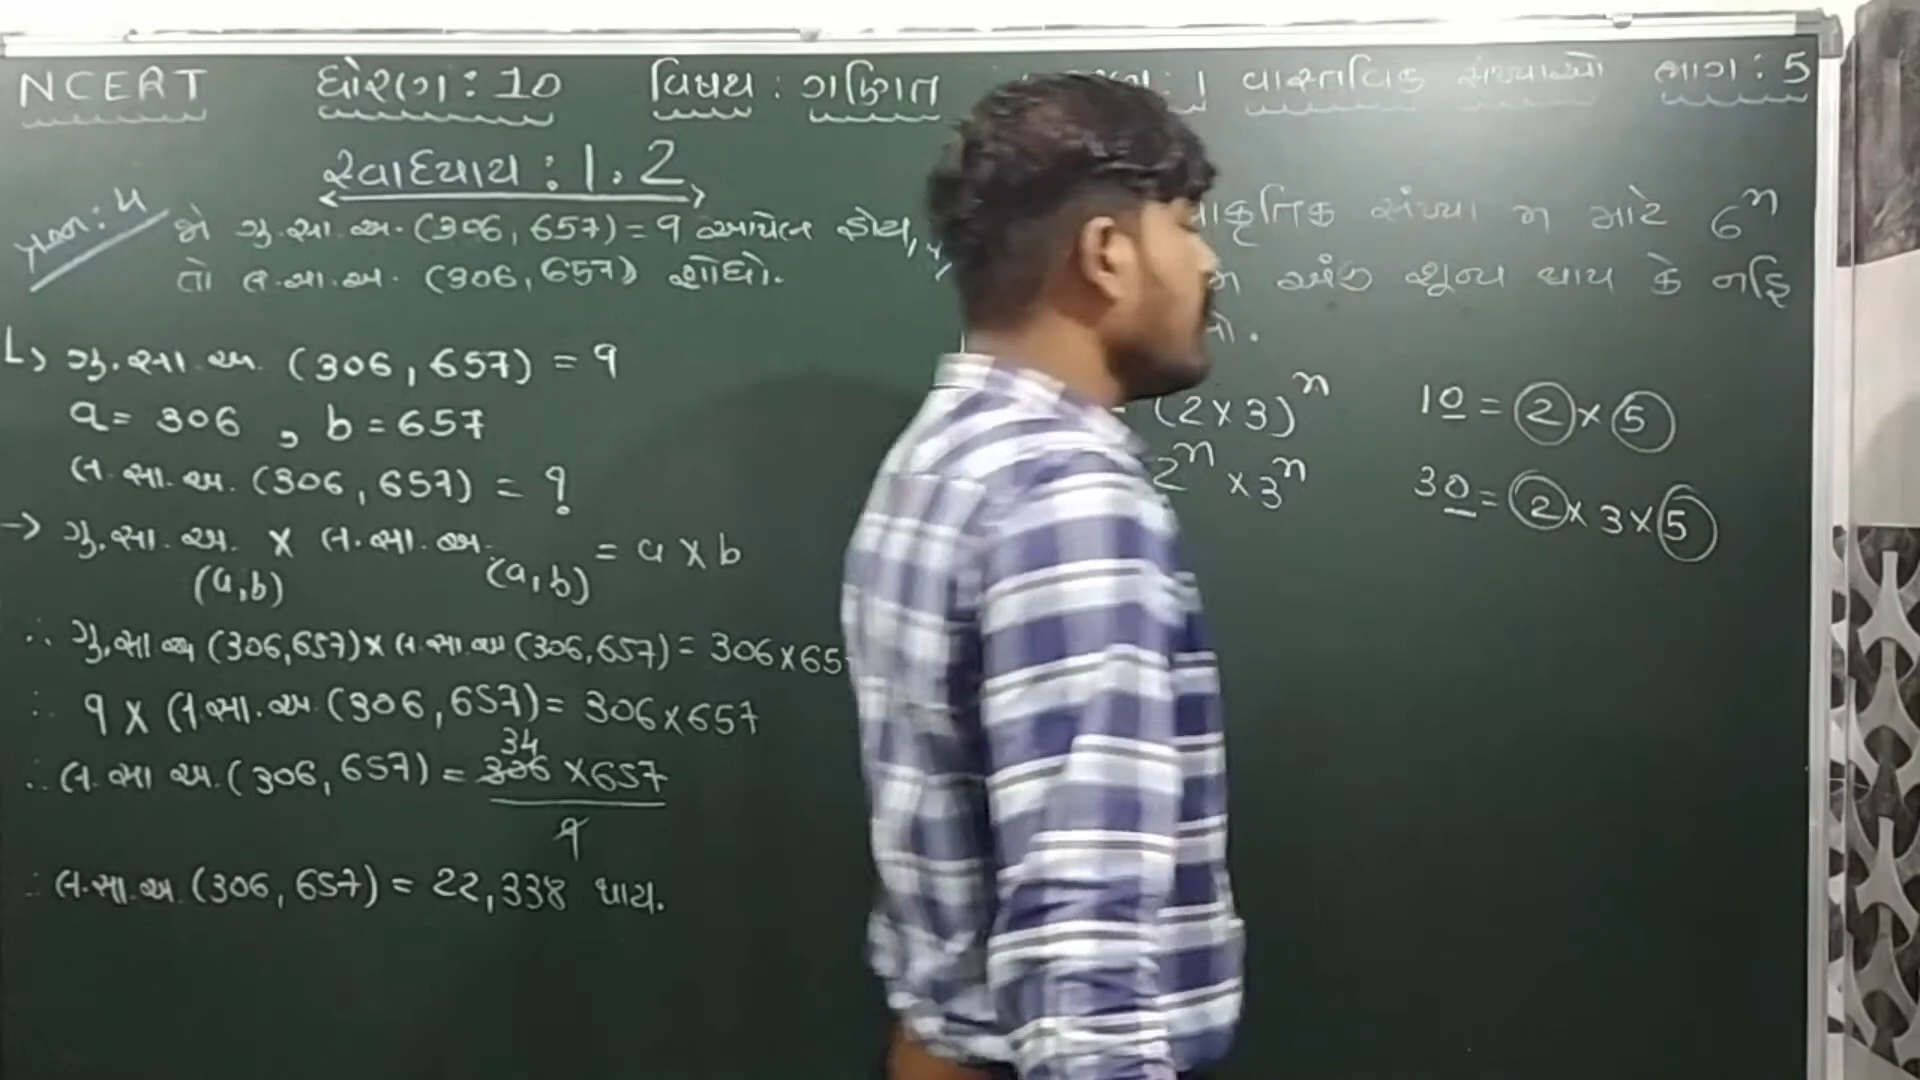 NCERT ધોરણ : 10 વિષય : ગણિત : 1 વાસ્તવિક સંખ્યાઓ ભાગ : 5
સ્વાધ્યાય : 1.2
પ્રશ્ન : 4 જો ગુ.સા.અ. (306, 657) = 9 આપેલ હોય,
તો લ.સા.અ. (306, 657) શોધો.
ગુ.સા.અ. (306, 657) = 9
a = 306 , b = 657
લ.સા.અ. (306, 657) = ?
→ ગુ.સા.અ. (a,b) × લ.સા.અ. (a,b) = a × b
∴ ગુ.સા.અ (306,657) × લ.સા.અ (306,657) = 306×65
∴ 9 × લ.સા.અ (306, 657) = 306×657
34
∴ લ.સા.અ. (306, 657) = 306 ×657
9
∴ લ.સા.અ (306, 657) = 22,338 થાય.
સંખ્યા n માટે 6ⁿ
અંક શૂન્ય થાય કે નહિ
(2×3)ⁿ
2ⁿ × 3ⁿ
10 = 2 × 5
30 = 2 × 3 × 5